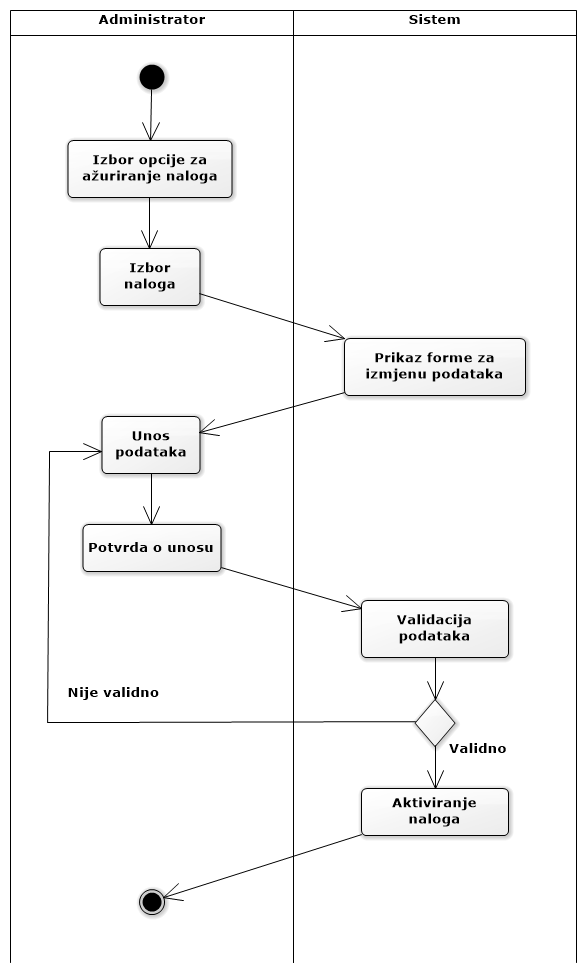 Administrator
Sistem
Izbor opcije za
ažuriranje naloga
Izbor
naloga
Prikaz forme za
izmjenu podataka
Unos
podataka
Potvrda o unosu
Validacija
podataka
Nije validno
Validno
Aktiviranje
naloga